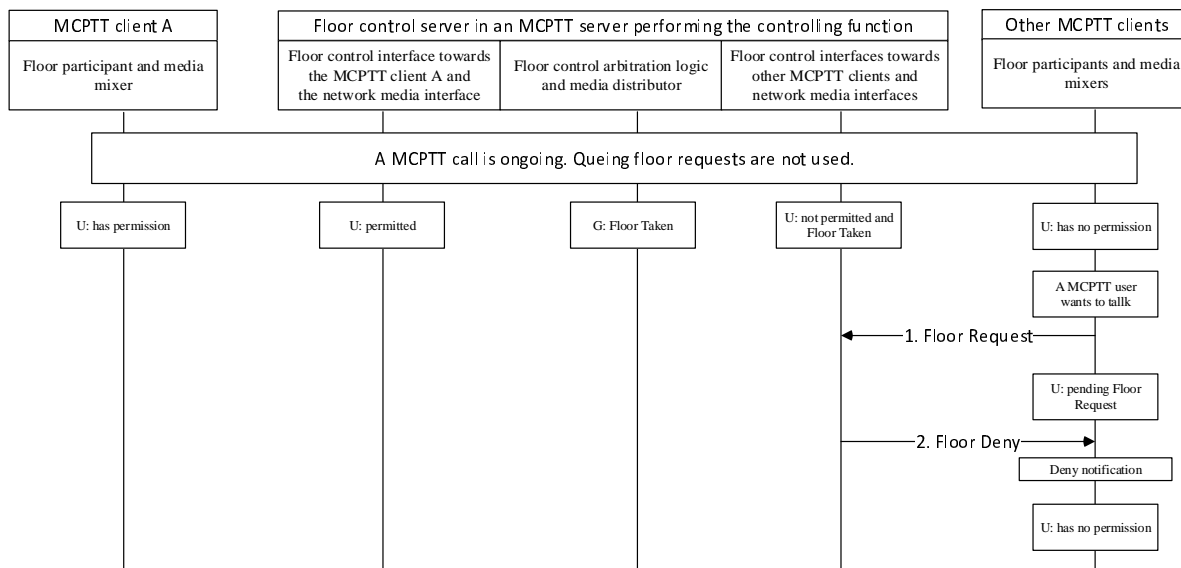 MCPTT client A
Floor control server in an MCPTT server performing the controlling function
Other MCPTT clients
Floor participant and media
mixer
Floor control interface towards
the MCPTT client A and
the network media interface
Floor control arbitration logic
and media distributor
Floor control interfaces towards
other MCPTT clients and
network media interfaces
Floor participants and media
mixers
A MCPTT call is ongoing. Queing floor requests are not used.
U: has permission
U: permitted
G: Floor Taken
U: not permitted and
Floor Taken
U: has no permission
A MCPTT user
wants to tallk
1. Floor Request
U: pending Floor
Request
2. Floor Deny
Deny notification
U: has no permission